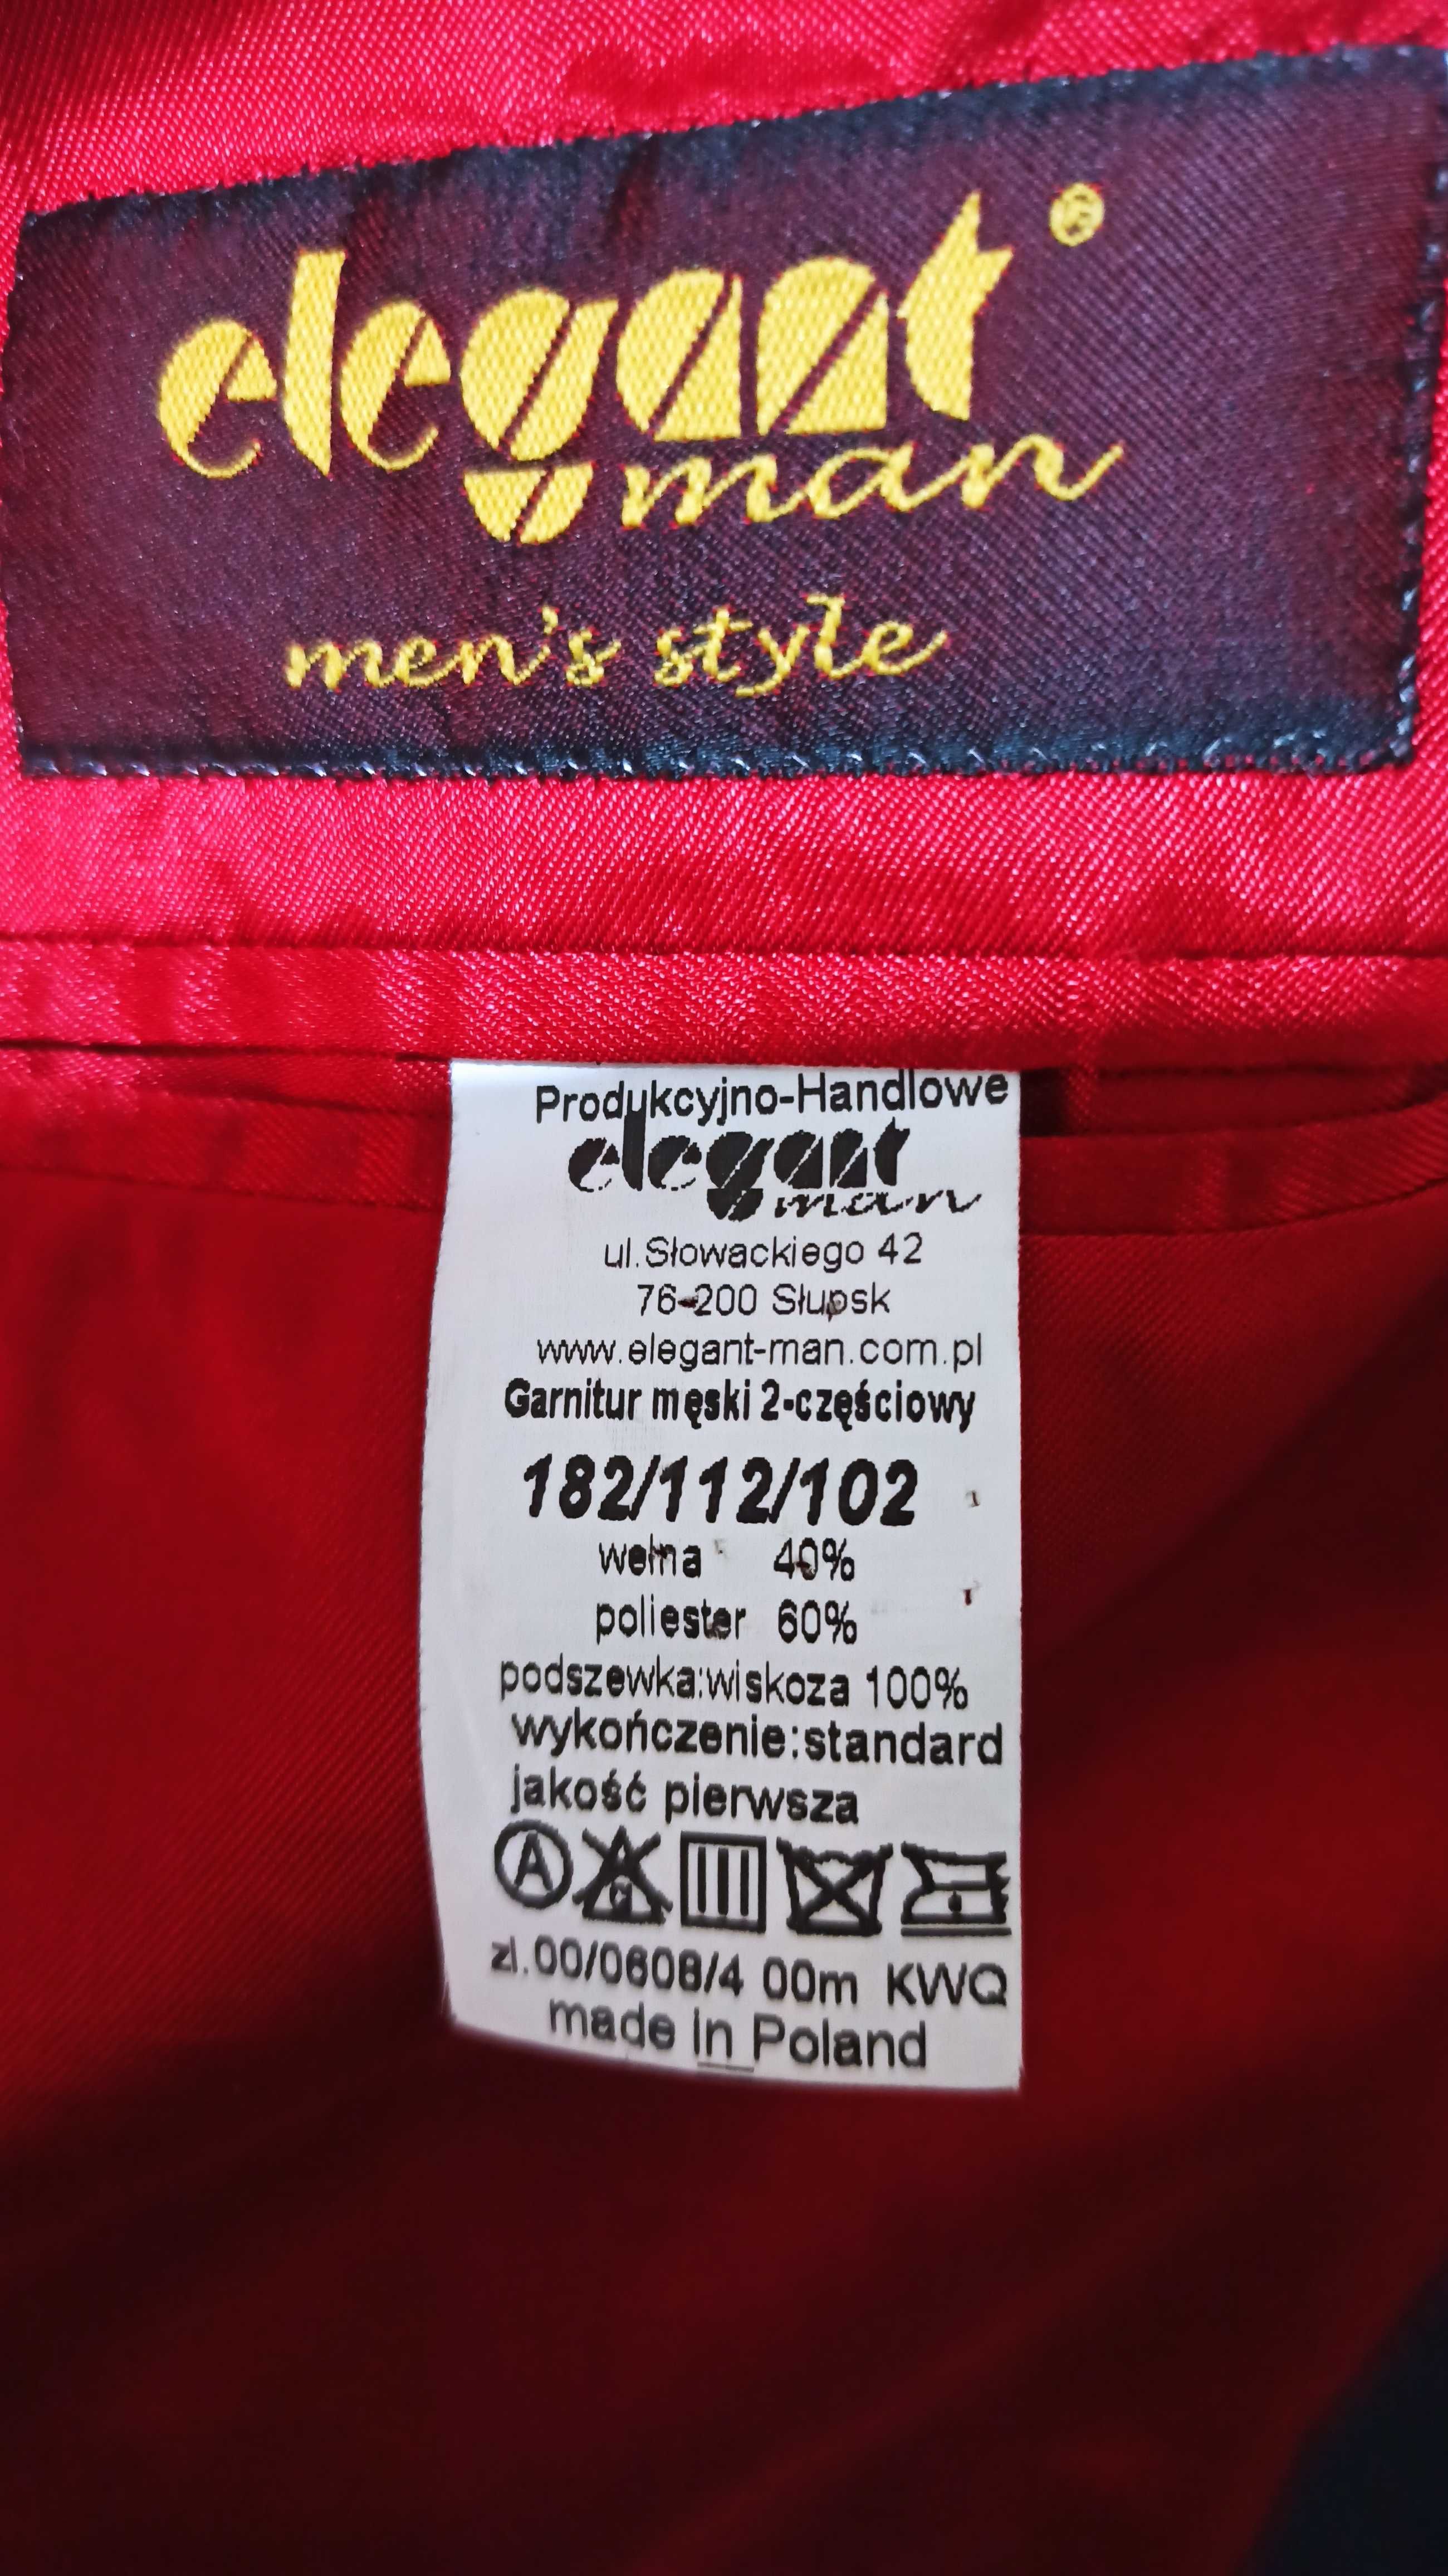 elegant ®
man
men's style
Produkcyjno-Handlowe
elegant
man
ul.Słowackiego 42
76-200 Słupsk
www.elegant-man.com.pl
Garnitur męski 2-częściowy
182/112/102
wełna 40%
poliester 60%
podszewka:wiskoza 100%
wykończenie:standard
jakość pierwsza
A
zl.00/0608/4 00m KWQ
made in Poland